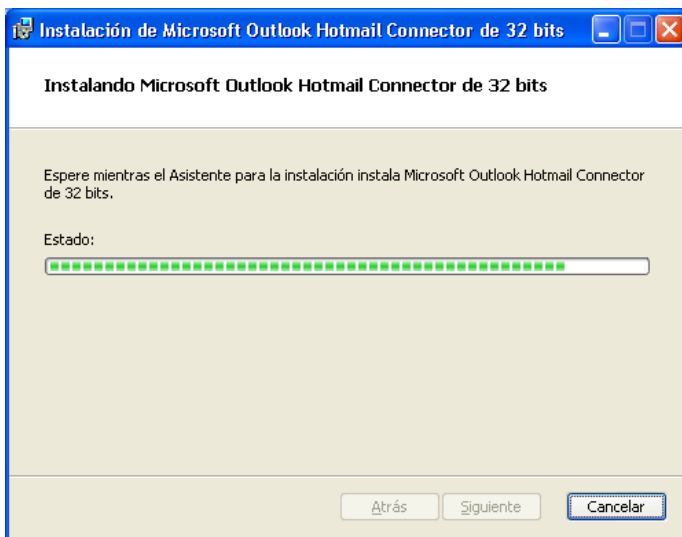 Instalación de Microsoft Outlook Hotmail Connector de 32 bits
Instalando Microsoft Outlook Hotmail Connector de 32 bits
Espere mientras el Asistente para la instalación instala Microsoft Outlook Hotmail Connector
de 32 bits.
Estado:
Atrás Siguiente Cancelar